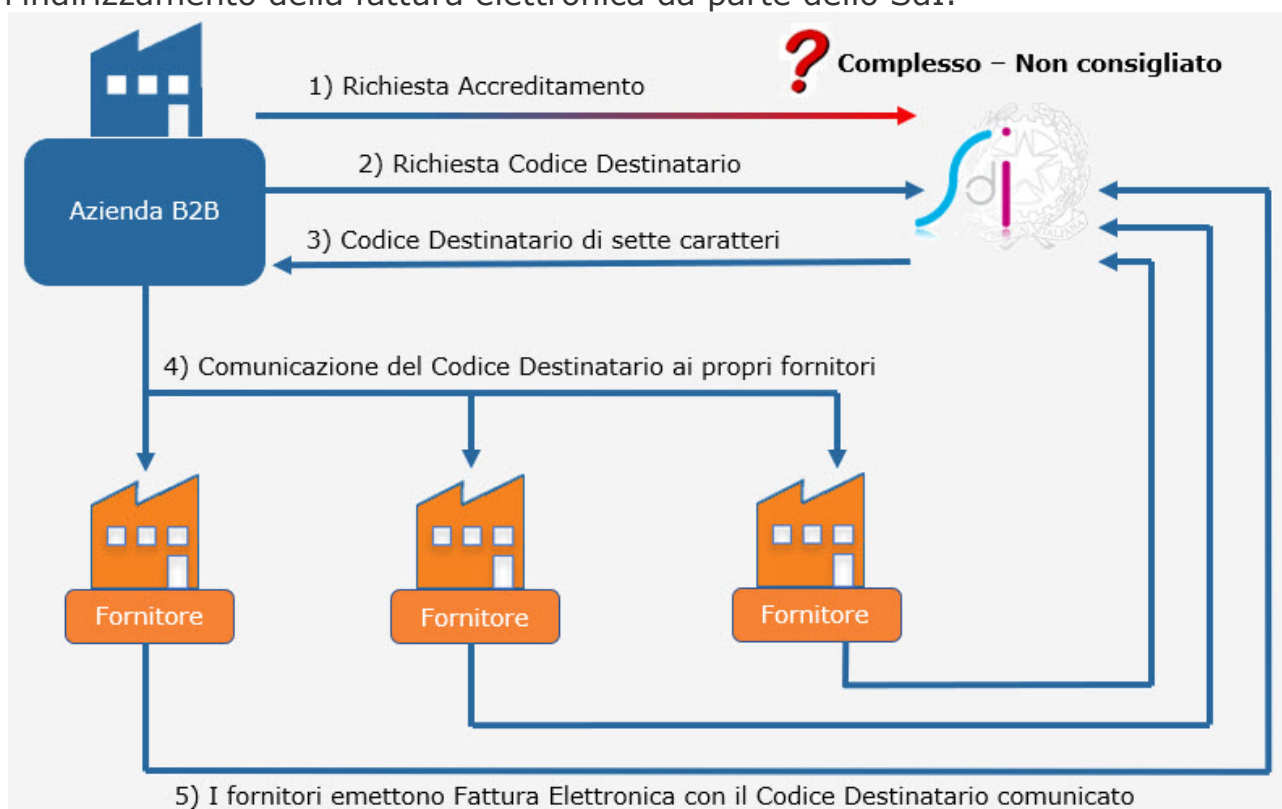 l'indirizzamento della fattura elettronica da parte dello SdI.
Complesso – Non consigliato
1) Richiesta Accreditamento
2) Richiesta Codice Destinatario
Azienda B2B
3) Codice Destinatario di sette caratteri
Sdi
4) Comunicazione del Codice Destinatario ai propri fornitori
Fornitore
Fornitore
Fornitore
5) I fornitori emettono Fattura Elettronica con il Codice Destinatario comunicato